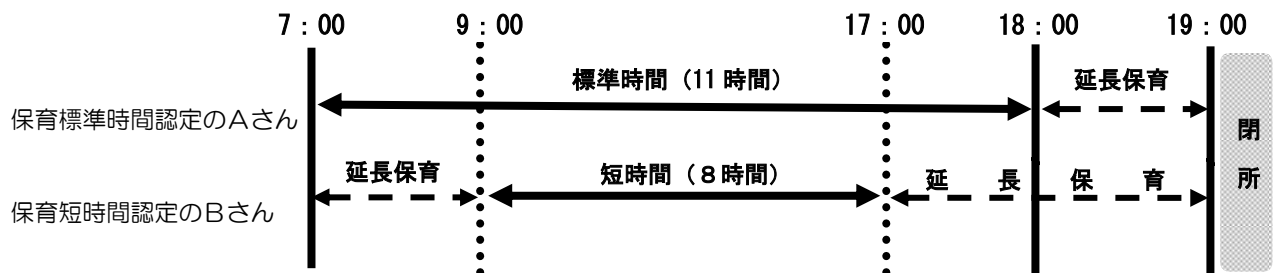 7：00 9：00 17：00 18：00 19：00
標準時間（11時間） 延長保育
保育標準時間認定のＡさん
延長保育 短時間（８時間） 延長保育
保育短時間認定のＢさん
閉所